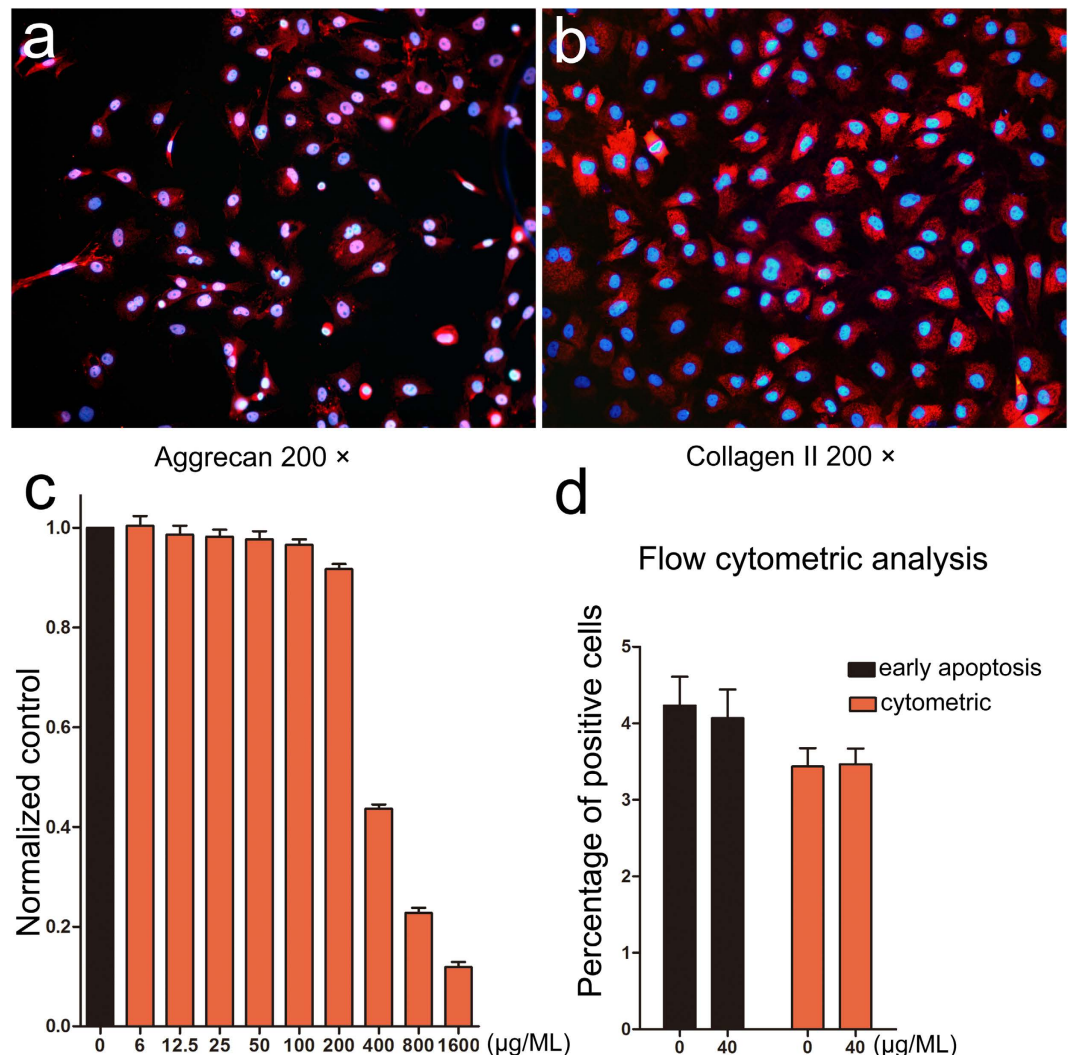 a
b
Aggrecan 200 ×
Collagen II 200 ×
c
Normalized control
1.0
0.8
0.6
0.4
0.2
0.0
0 6 12.5 25 50 100 200 400 800 1600 (µg/ML)
d
Flow cytometric analysis
Percentage of positive cells
5
4
3
2
1
0
early apoptosis
cytometric
0 40 0 40 (µg/ML)